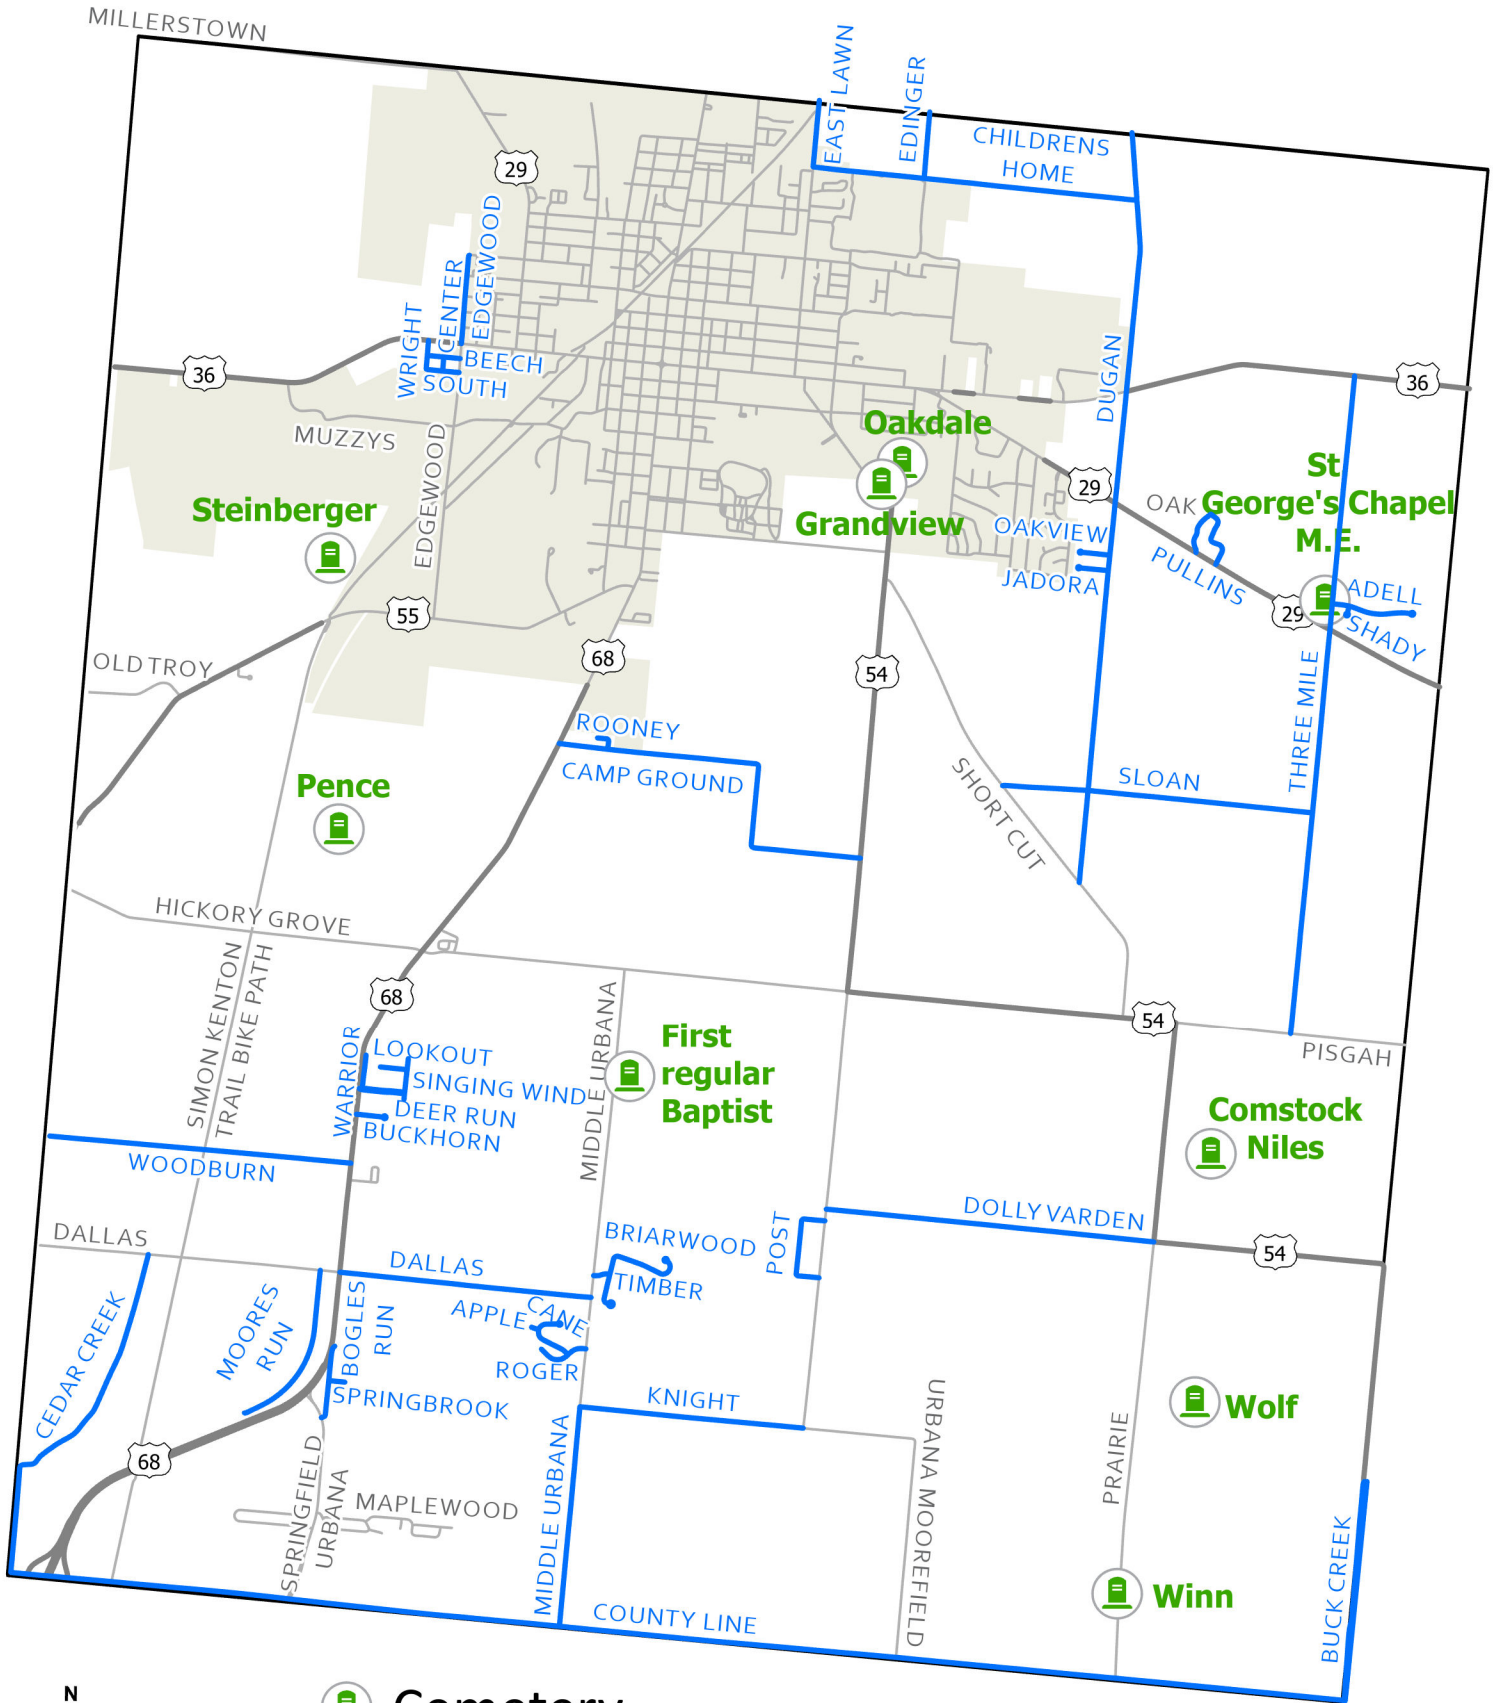 MILLERSTOWN
EAST LAWN
EDINGER
CHILDRENS
HOME
29
EDGEWOOD
CENTER
WRIGHT
BEECH
SOUTH
36
DUGAN
36
MUZZYS
EDGEWOOD
Oakdale
Grandview
St
George's Chapel
M.E.
29
OAK
Steinberger
OAKVIEW
JADORA
PULLINS
ADELL
29
SHADY
55
68
54
OLD TROY
THREE MILE
ROONEY
CAMP GROUND
SHORT CUT
SLOAN
Pence
HICKORY GROVE
SIMON KENTON
TRAIL BIKE PATH
68
MIDDLE URBANA
54
First
regular
Baptist
PISGAH
WARRIOR
LOOKOUT
SINGING WIND
DEER RUN
BUCKHORN
Comstock
Niles
WOODBURN
DOLLY VARDEN
POST
54
DALLAS
BRIARWOOD
DALLAS
TIMBER
CEDAR CREEK
MOORES
RUN
BOGLES
RUN
APPLE
CANE
ROGER
SPRINGBROOK
KNIGHT
Wolf
68
SPRINGFIELD
URBANA
MAPLEWOOD
MIDDLE URBANA
URBANA MOOREFIELD
PRAIRIE
BUCK CREEK
Winn
COUNTY LINE
N
Cemetery